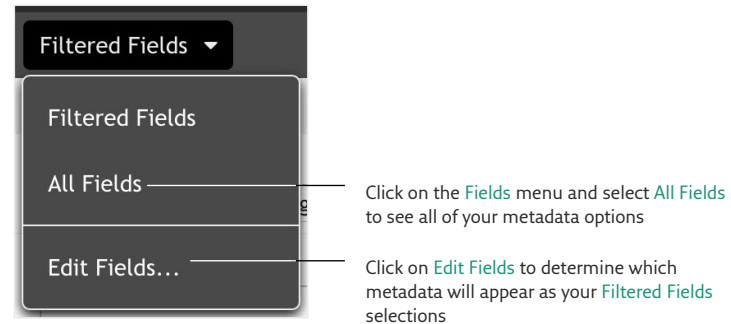 Filtered Fields
Filtered Fields
All Fields
Edit Fields...
Click on the Fields menu and select All Fields
to see all of your metadada options
Click on Edit Fields to determine which
metadata will appear as your Filtered Fields
selections